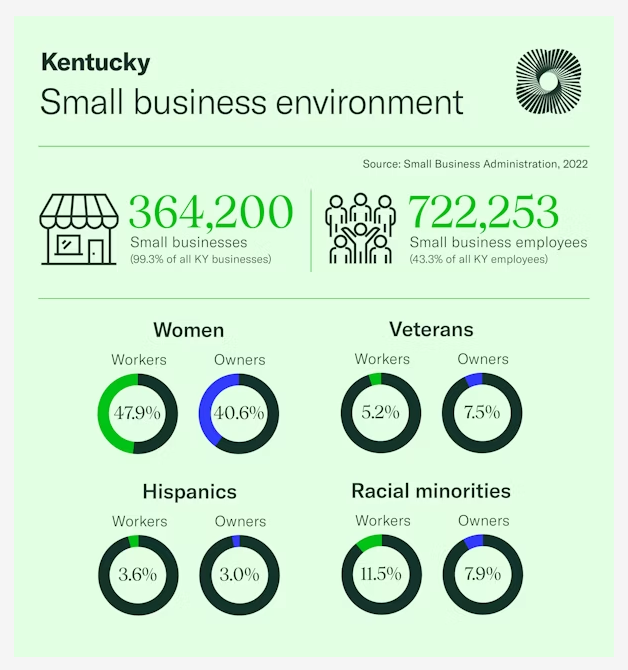 Kentucky
Small business environment
Source: Small Business Administration, 2022
364,200
Small businesses
(99.3% of all KY businesses)
722,253
Small business employees
(43.3% of all KY employees)
Women
Workers
47.9%
Owners
40.6%
Veterans
Workers
5.2%
Owners
7.5%
Hispanics
Workers
3.6%
Owners
3.0%
Racial minorities
Workers
11.5%
Owners
7.9%